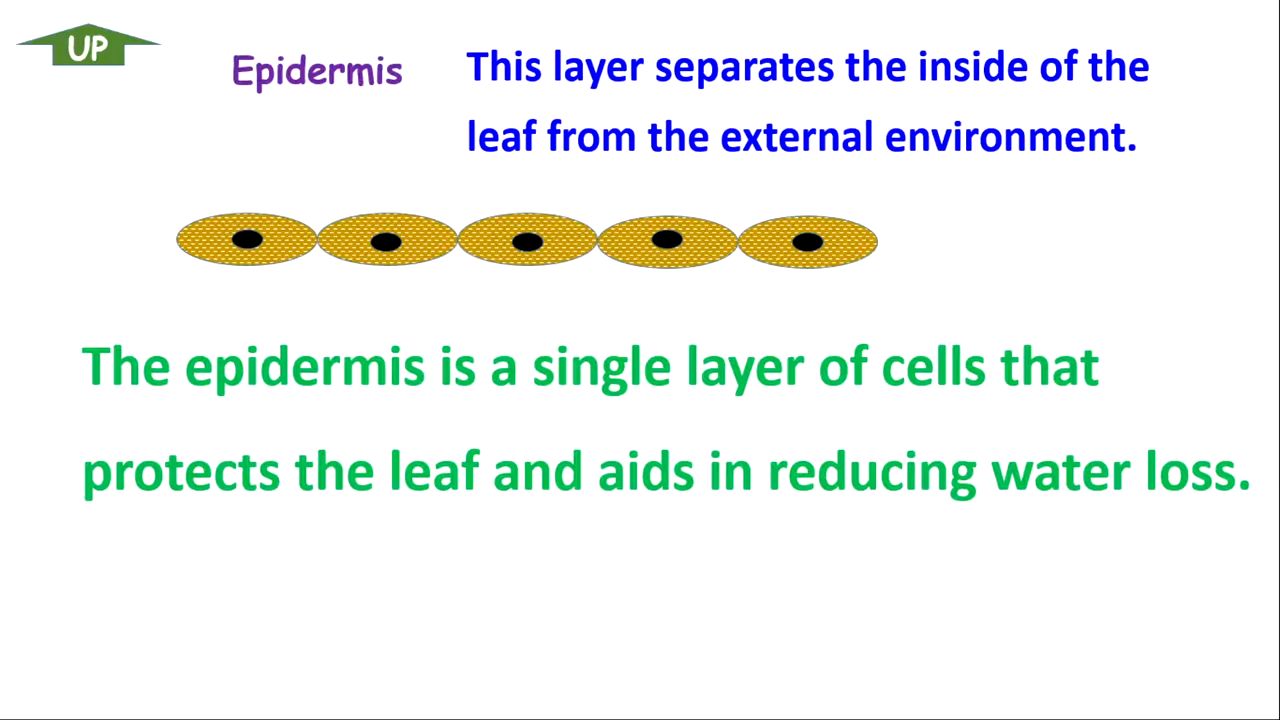 UP
Epidermis
This layer separates the inside of the
leaf from the external environment.
The epidermis is a single layer of cells that
protects the leaf and aids in reducing water loss.